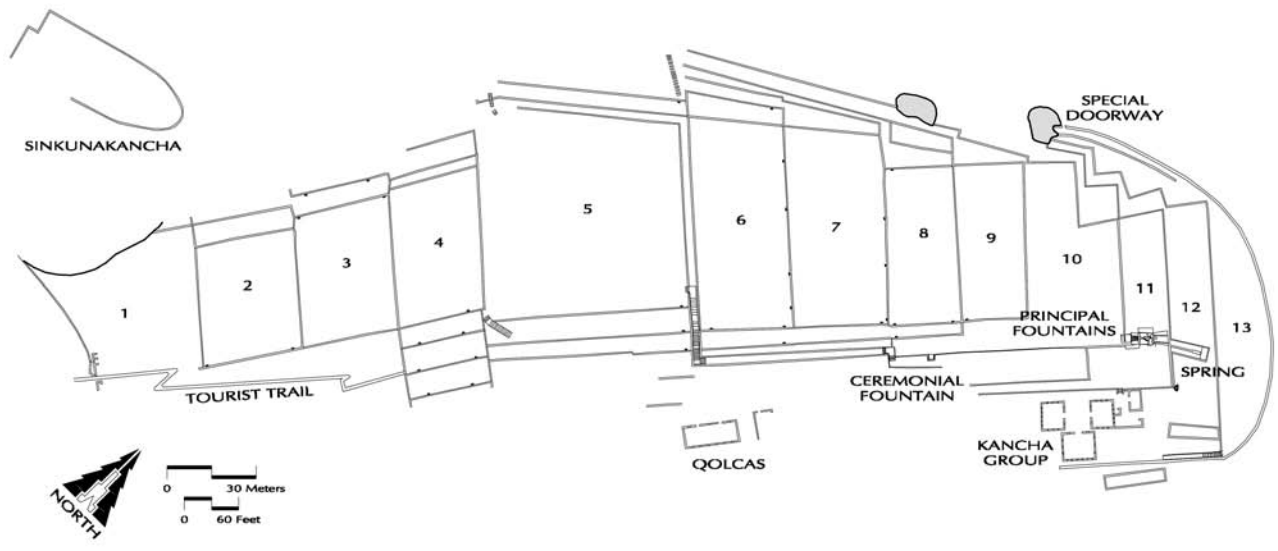 SPECIAL
DOORWAY
SINKUNAKANCHA
1
2
3
4
5
6
7
8
9
10
11
12
13
PRINCIPAL
FOUNTAINS
SPRING
TOURIST TRAIL
CEREMONIAL
FOUNTAIN
KANCHA
GROUP
QOLCAS
NORTH
0 30 Meters
0 60 Feet